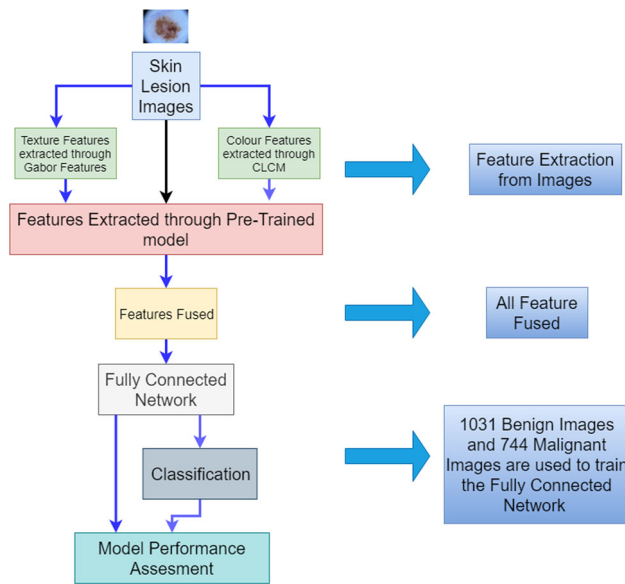 Skin
Lesion
Images
Texture Features
extracted through
Gabor Features
Colour Features
extracted through
CLCM
Feature Extraction
from Images
Features Extracted through Pre-Trained
model
Features Fused
All Feature
Fused
Fully Connected
Network
Classification
1031 Benign Images
and 744 Malignant
Images are used to train
the Fully Connected
Network
Model Performance
Assesment